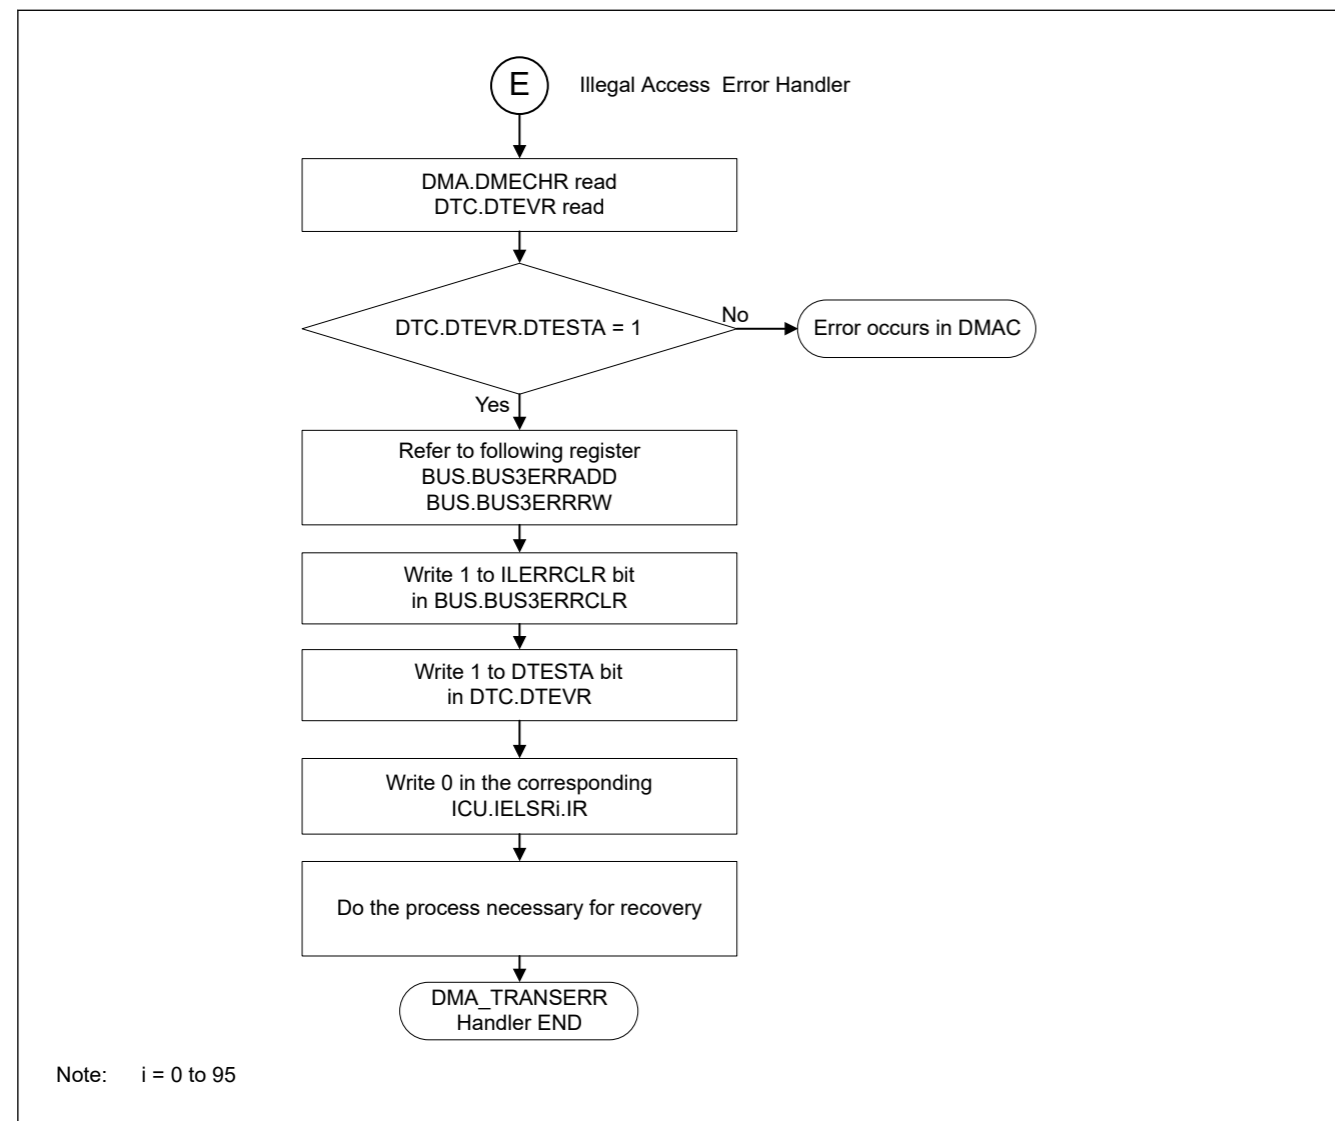 E
Illegal Access Error Handler
DMA.DMECHR read
DTC.DTEVR read
DTC.DTEVR.DTESTA = 1
No
Error occurs in DMAC
Yes
Refer to following register
BUS.BUS3ERRADD
BUS.BUS3ERRRW
Write 1 to ILERRCLR bit
in BUS.BUS3ERRCLR
Write 1 to DTESTA bit
in DTC.DTEVR
Write 0 in the corresponding
ICU.IELSRi.IR
Do the process necessary for recovery
DMA_TRANSERR
Handler END
Note: i = 0 to 95